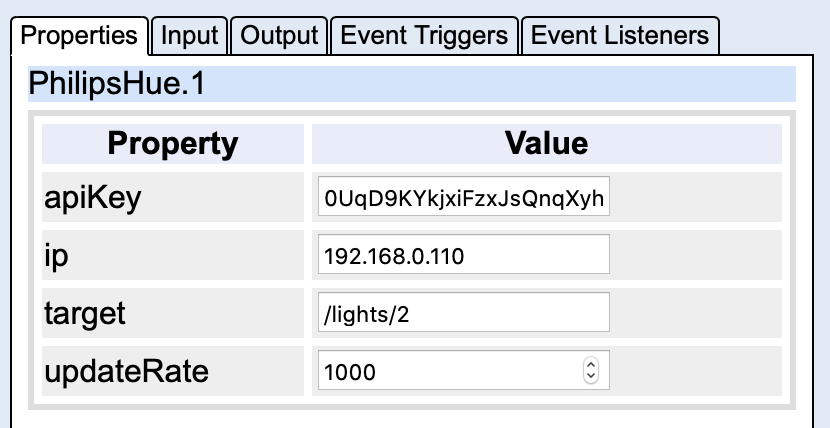 Properties Input Output Event Triggers Event Listeners
PhilipsHue.1
Property Value
apiKey 0UqD9KYkjxiFzxJsQnqXyh
ip 192.168.0.110
target /lights/2
updateRate 1000